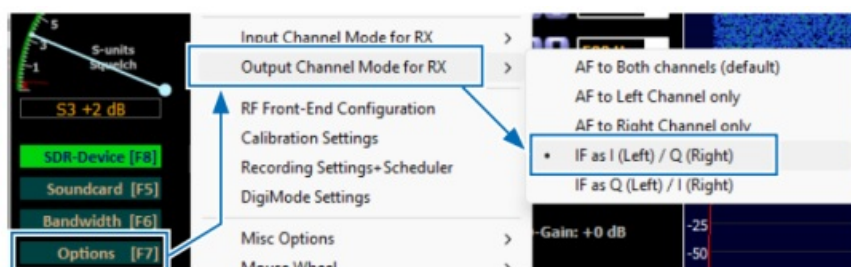 5
3
1
S-units
Squelch
S3 +2 dB
SDR-Device [F8]
Soundcard [F5]
Bandwidth [F6]
Options [F7]
Input Channel Mode for RX >
Output Channel Mode for RX >
RF Front-End Configuration
Calibration Settings
Recording Settings+Scheduler
DigiMode Settings
Misc Options >
Mouse Wheel >
AF to Both channels (default)
AF to Left Channel only
AF to Right Channel only
• IF as I (Left) / Q (Right)
IF as Q (Left) / I (Right)
-Gain: +0 dB
-25
-50